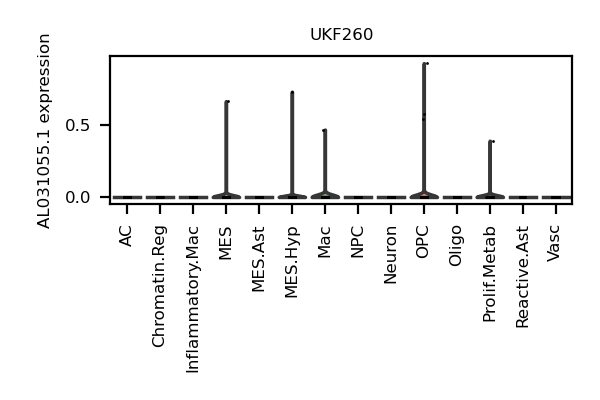 UKF260
AL031055.1 expression
0.5
0.0
AC
Chromatin.Reg
Inflammatory.Mac
MES
MES.Ast
MES.Hyp
Mac
NPC
Neuron
OPC
Oligo
Prolif.Metab
Reactive.Ast
Vasc